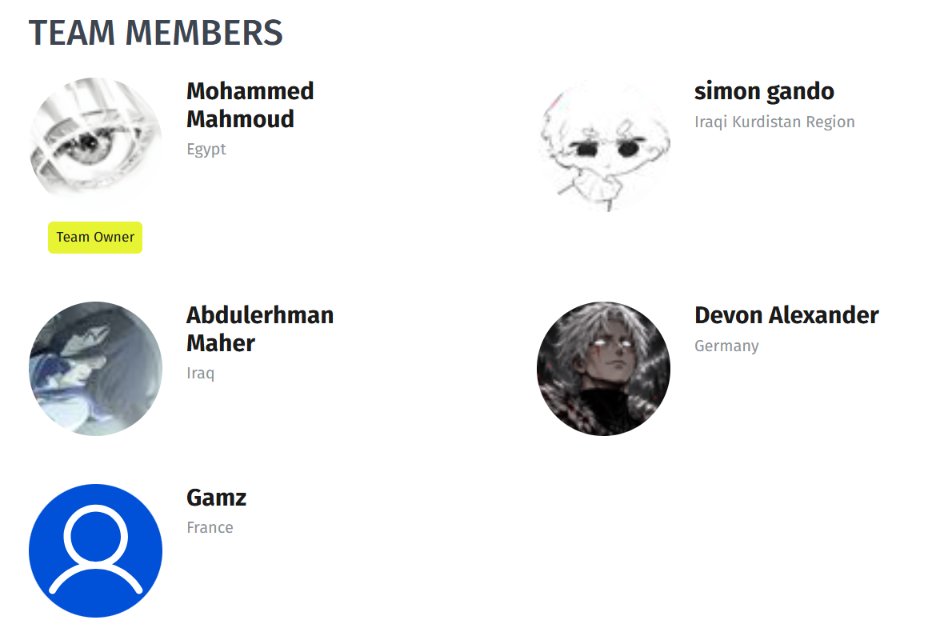 TEAM MEMBERS
Mohammed
Mahmoud
Egypt
Team Owner
simon gando
Iraqi Kurdistan Region
Abdulerhman
Maher
Iraq
Devon Alexander
Germany
Gamz
France